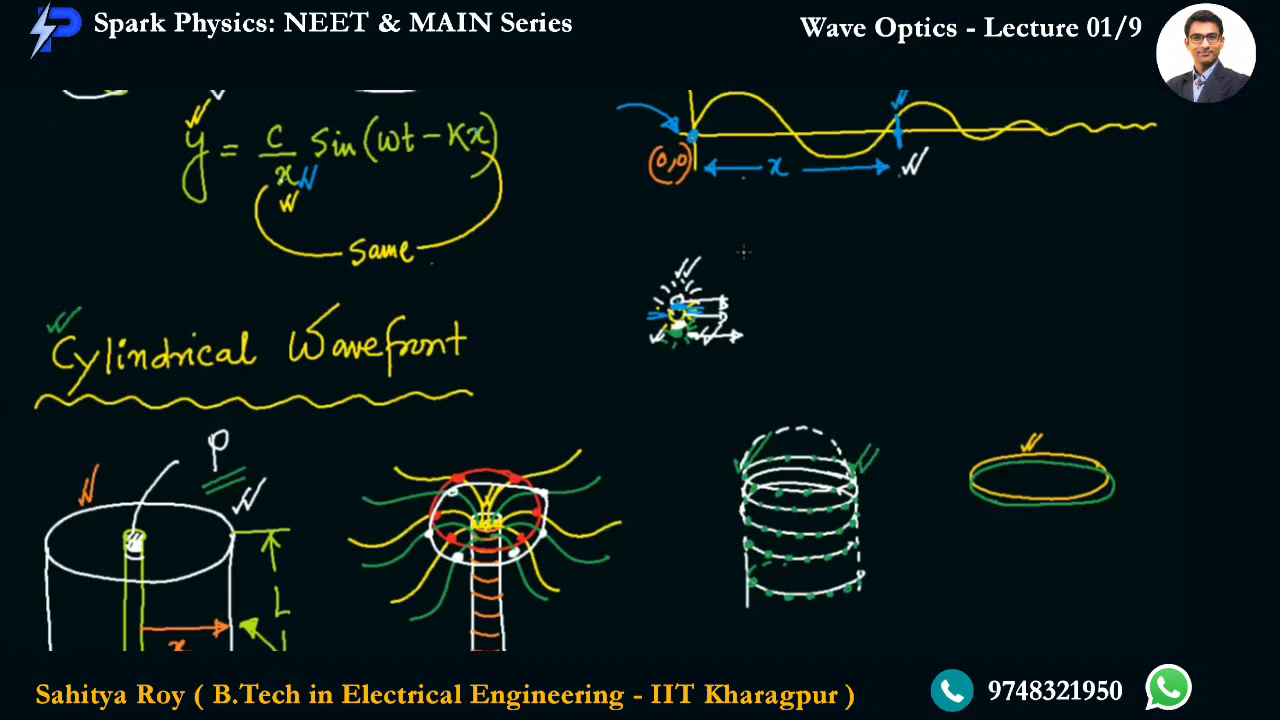 Spark Physics: NEET & MAIN Series
Wave Optics - Lecture 01/9
y = C/x Sin(ωt - Kx)
(0,0)
x
Same
Cylindrical Wavefront
P
L
x
Sahitya Roy ( B.Tech in Electrical Engineering - IIT Kharagpur )
9748321950